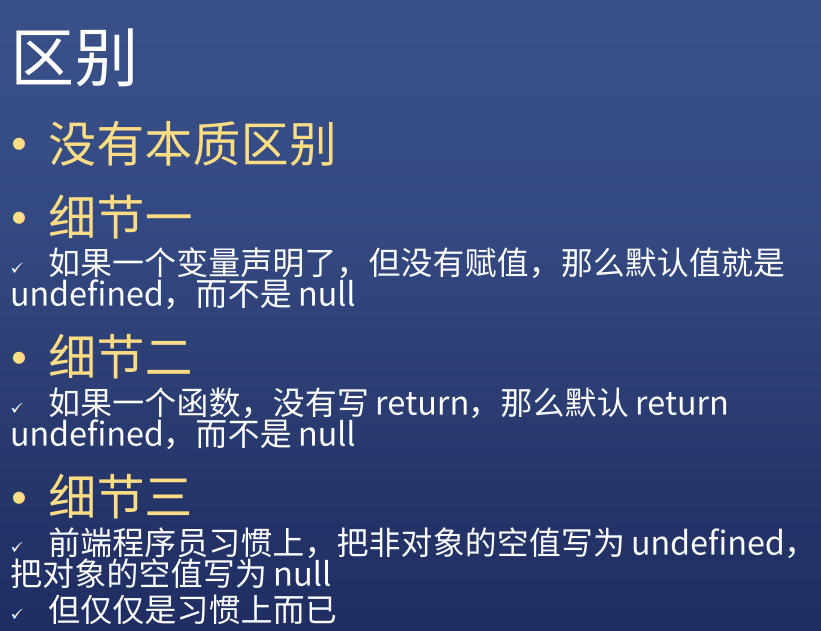 区别
• 没有本质区别
• 细节一
✓ 如果一个变量声明了，但没有赋值，那么默认值就是
undefined，而不是 null
• 细节二
✓ 如果一个函数，没有写 return，那么默认 return
undefined，而不是 null
• 细节三
✓ 前端程序员习惯上，把非对象的空值写为 undefined，
把对象的空值写为 null
✓ 但仅仅是习惯上而已